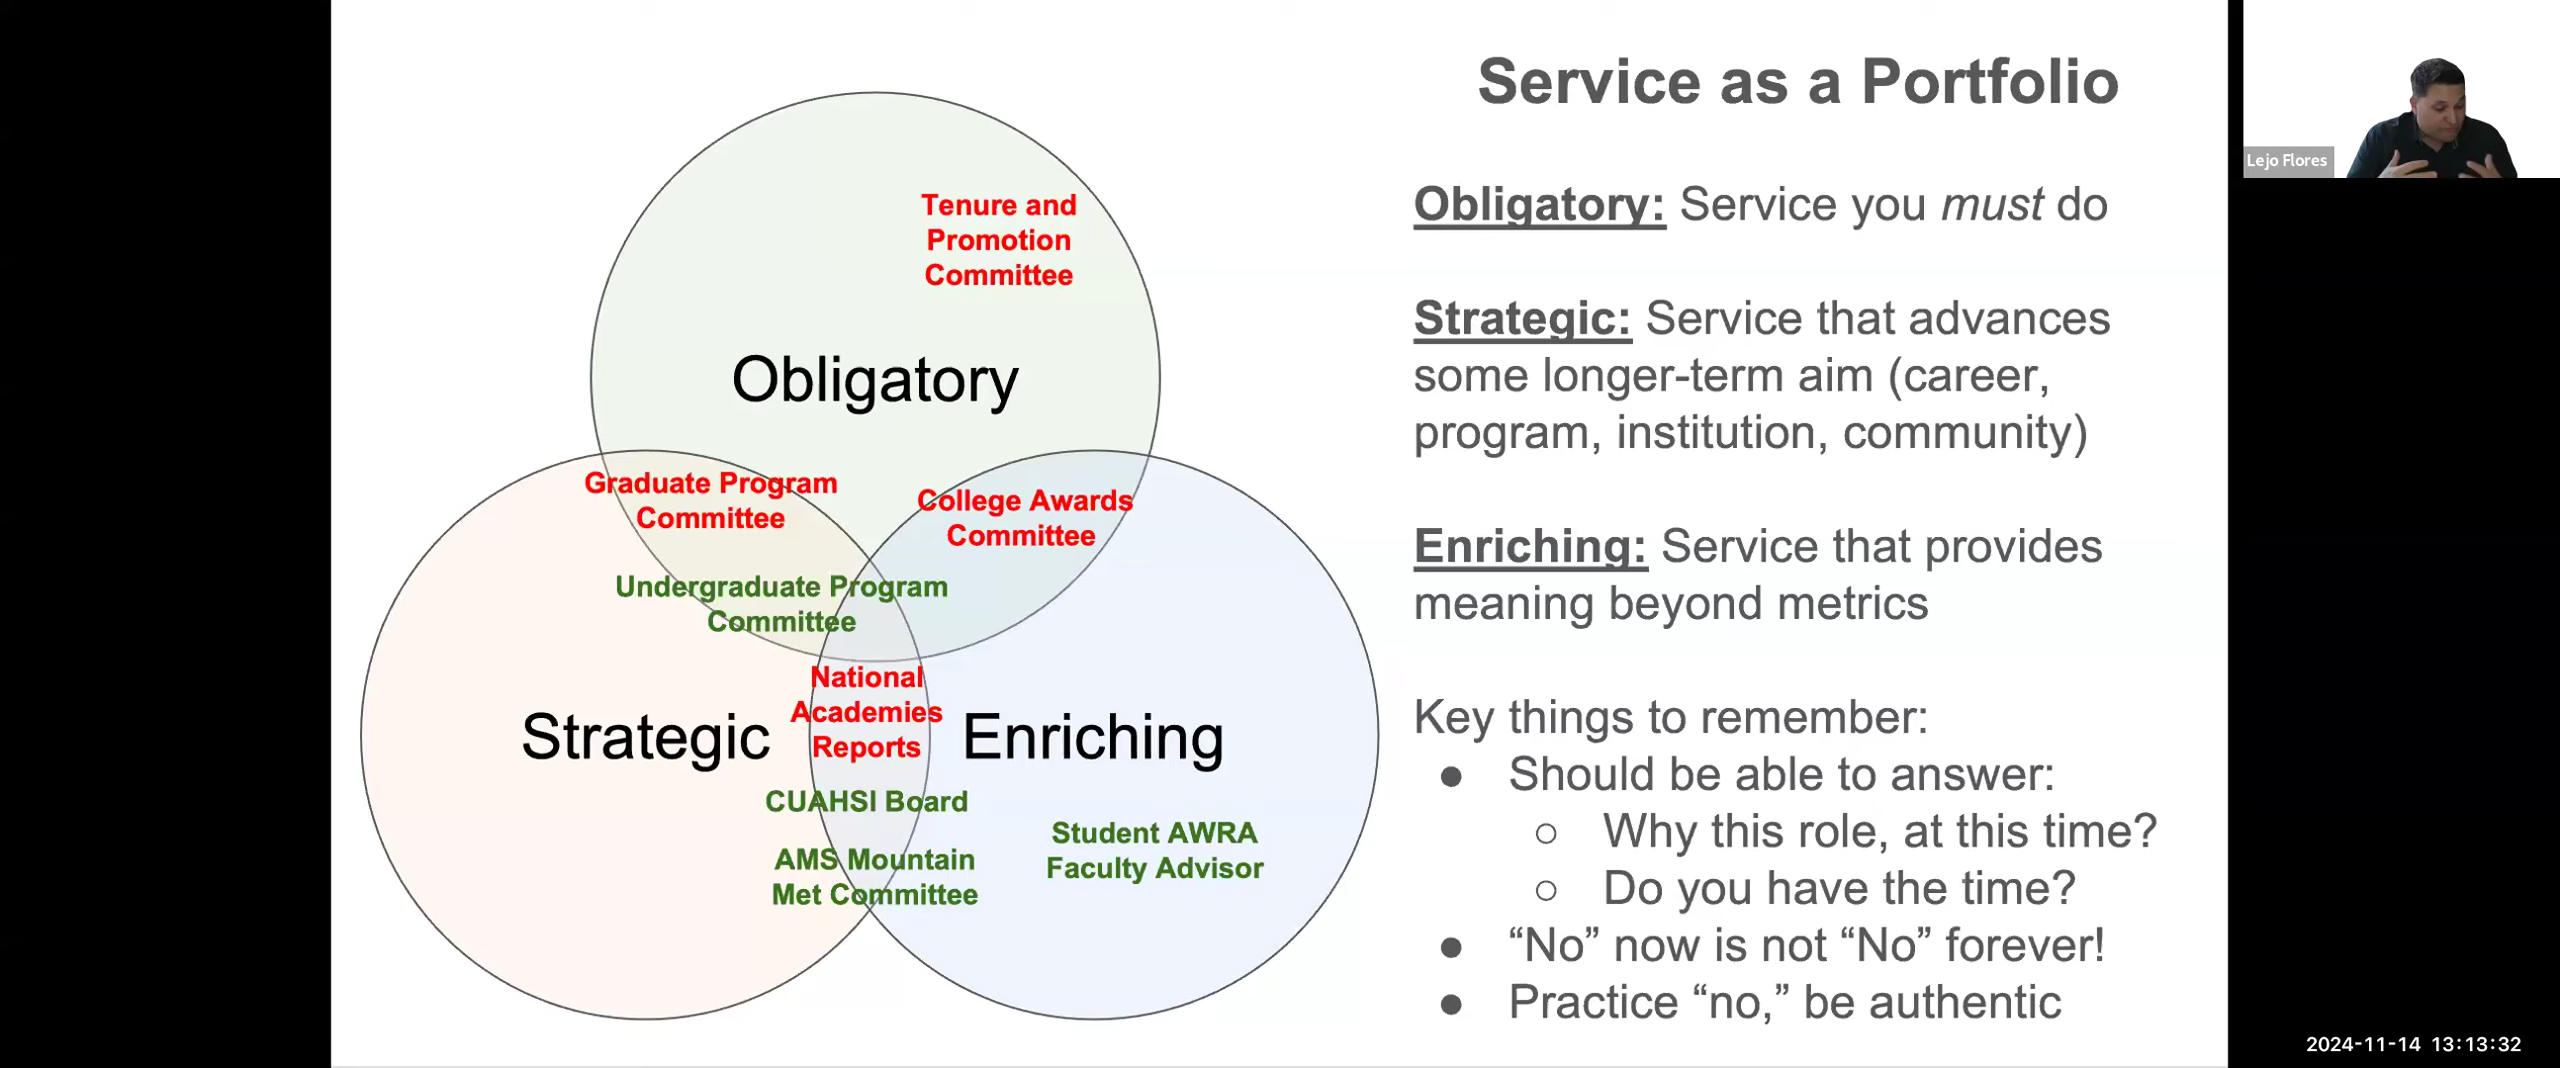 Service as a Portfolio
Obligatory: Service you must do
Strategic: Service that advances
some longer-term aim (career,
program, institution, community)
Enriching: Service that provides
meaning beyond metrics
Key things to remember:
● Should be able to answer:
○ Why this role, at this time?
○ Do you have the time?
● “No” now is not “No” forever!
● Practice “no,” be authentic
Tenure and
Promotion
Committee
Obligatory
Graduate Program
Committee
College Awards
Committee
Undergraduate Program
Committee
National
Academies
Reports
Strategic
Enriching
CUAHSI Board
AMS Mountain
Met Committee
Student AWRA
Faculty Advisor
Lejo Flores
2024-11-14 13:13:32